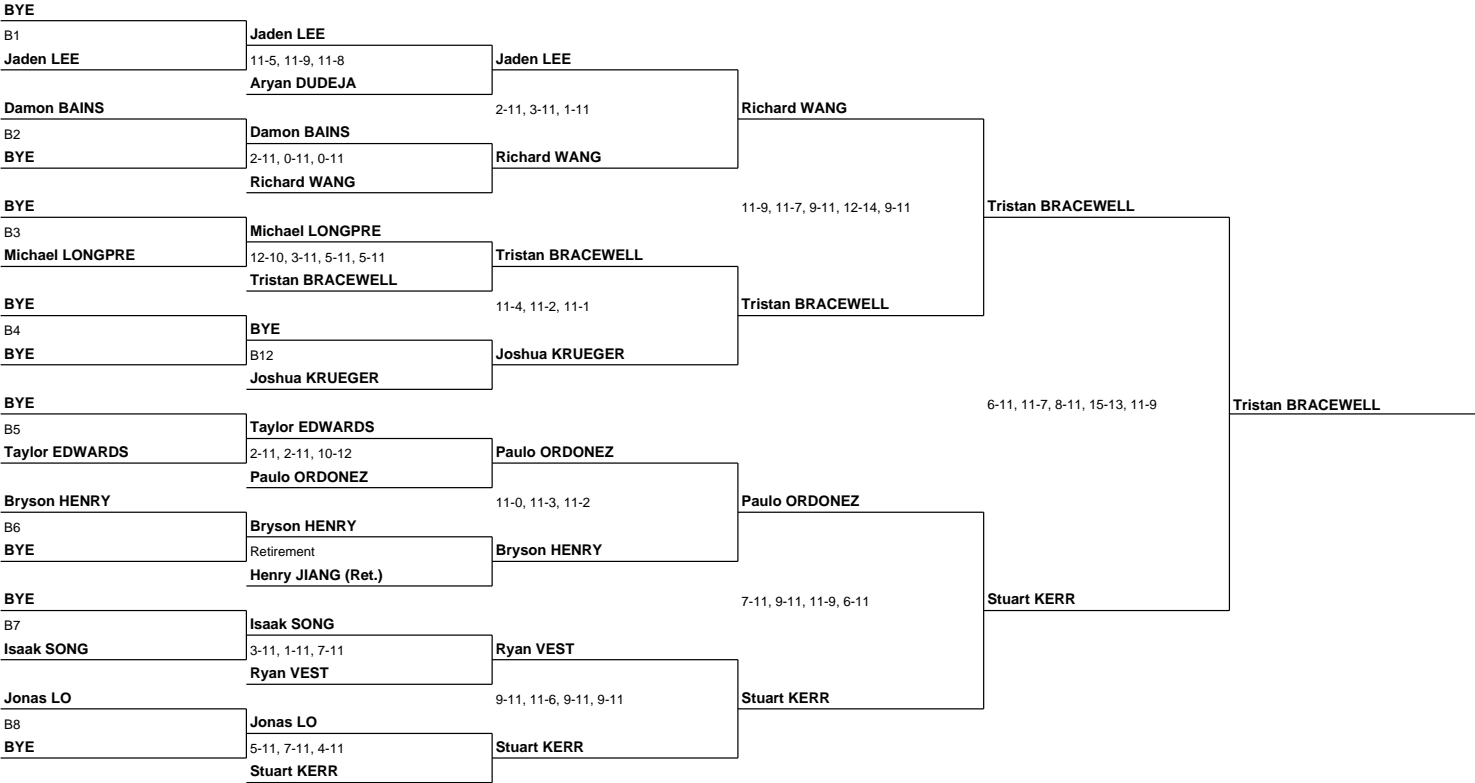 BYE
B1
Jaden LEE
Damon BAINS
B2
BYE
BYE
B3
Michael LONGPRE
BYE
B4
BYE
BYE
B5
Taylor EDWARDS
Bryson HENRY
B6
BYE
BYE
B7
Isaak SONG
Jonas LO
B8
BYE
Jaden LEE
11-5, 11-9, 11-8
Aryan DUDEJA
Damon BAINS
2-11, 0-11, 0-11
Richard WANG
Michael LONGPRE
12-10, 3-11, 5-11, 5-11
Tristan BRACEWELL
BYE
B12
Joshua KRUEGER
Taylor EDWARDS
2-11, 2-11, 10-12
Paulo ORDONEZ
Bryson HENRY
Retirement
Henry JIANG (Ret.)
Isaak SONG
3-11, 1-11, 7-11
Ryan VEST
Jonas LO
5-11, 7-11, 4-11
Stuart KERR
Jaden LEE
2-11, 3-11, 1-11
Richard WANG
Tristan BRACEWELL
11-4, 11-2, 11-1
Joshua KRUEGER
Paulo ORDONEZ
11-0, 11-3, 11-2
Bryson HENRY
Ryan VEST
9-11, 11-6, 9-11, 9-11
Stuart KERR
Richard WANG
11-9, 11-7, 9-11, 12-14, 9-11
Tristan BRACEWELL
Paulo ORDONEZ
7-11, 9-11, 11-9, 6-11
Stuart KERR
Tristan BRACEWELL
6-11, 11-7, 8-11, 15-13, 11-9
Stuart KERR
Tristan BRACEWELL